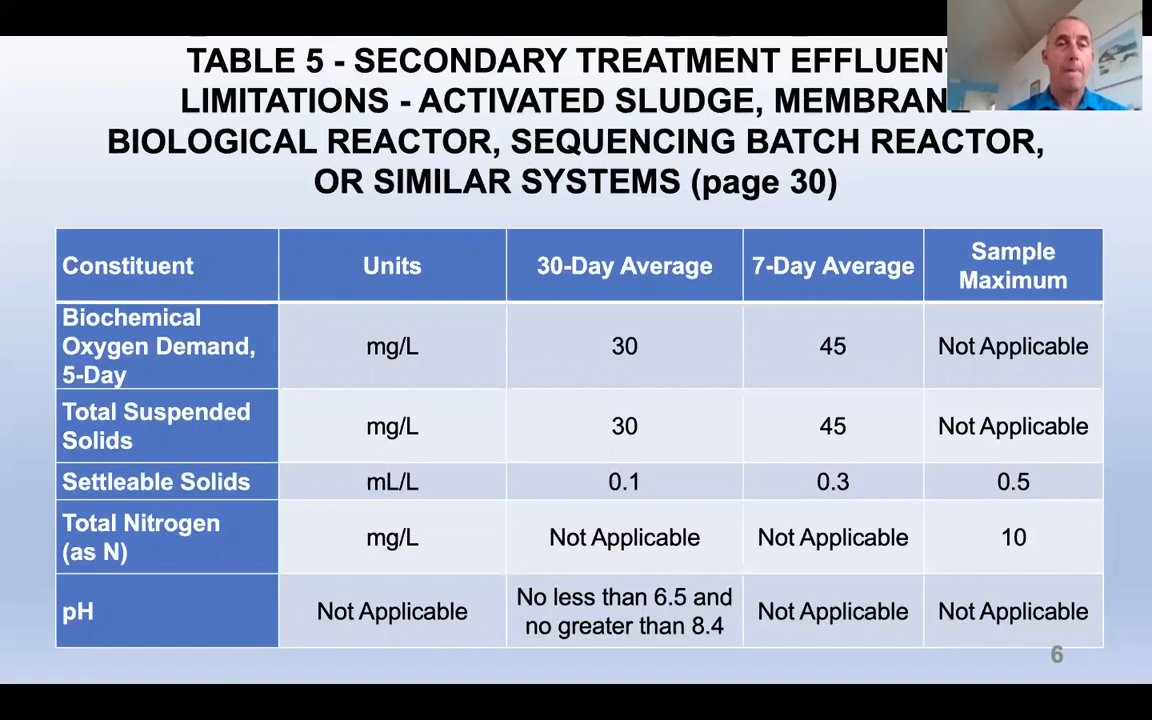 TABLE 5 - SECONDARY TREATMENT EFFLUENT
LIMITATIONS - ACTIVATED SLUDGE, MEMBRANE
BIOLOGICAL REACTOR, SEQUENCING BATCH REACTOR,
OR SIMILAR SYSTEMS (page 30)
Constituent Units 30-Day Average 7-Day Average Sample Maximum
Biochemical
Oxygen Demand,
5-Day
mg/L 30 45 Not Applicable
Total Suspended
Solids
mg/L 30 45 Not Applicable
Settleable Solids mL/L 0.1 0.3 0.5
Total Nitrogen
(as N)
mg/L Not Applicable Not Applicable 10
pH Not Applicable No less than 6.5 and
no greater than 8.4
Not Applicable Not Applicable
6